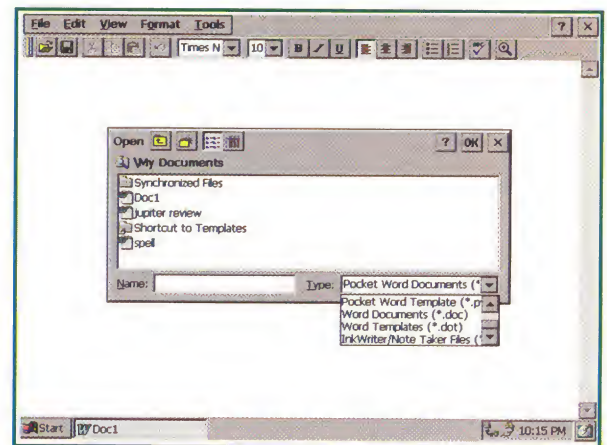 File Edit View Format Tools ? ×
Times N 10 B I U
Open ? OK ×
\My Documents
Synchronized Files
Doc1
jupiter review
Shortcut to Templates
spell
Name: Type: Pocket Word Documents (*
Pocket Word Template (*.p
Word Documents (*.doc)
Word Templates (*.dot)
InkWriter/Note Taker Files (*
Start Doc1 10:15 PM